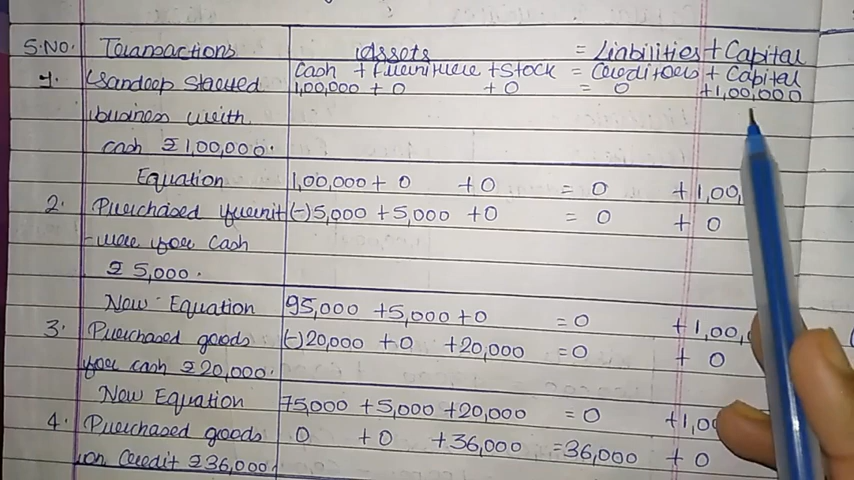 S.No. Transactions Assets = Liabilities + Capital
1. Sandeep started Cash + Furniture + Stock = Creditors + Capital
1,00,000 + 0 + 0 = 0 + 1,00,000
business with
cash ₹ 1,00,000.
Equation 1,00,000 + 0 + 0 = 0 + 1,00,
2. Purchased furnit (-)5,000 + 5,000 + 0 = 0 + 0
-ure for cash
₹ 5,000.
New Equation 95,000 + 5,000 + 0 = 0 + 1,00,
3. Purchased goods (-)20,000 + 0 + 20,000 = 0 + 0
for cash ₹ 20,000.
New Equation 75,000 + 5,000 + 20,000 = 0 + 1,0
4. Purchased goods 0 + 0 + 36,000 = 36,000 + 0
on Credit ₹ 36,000.